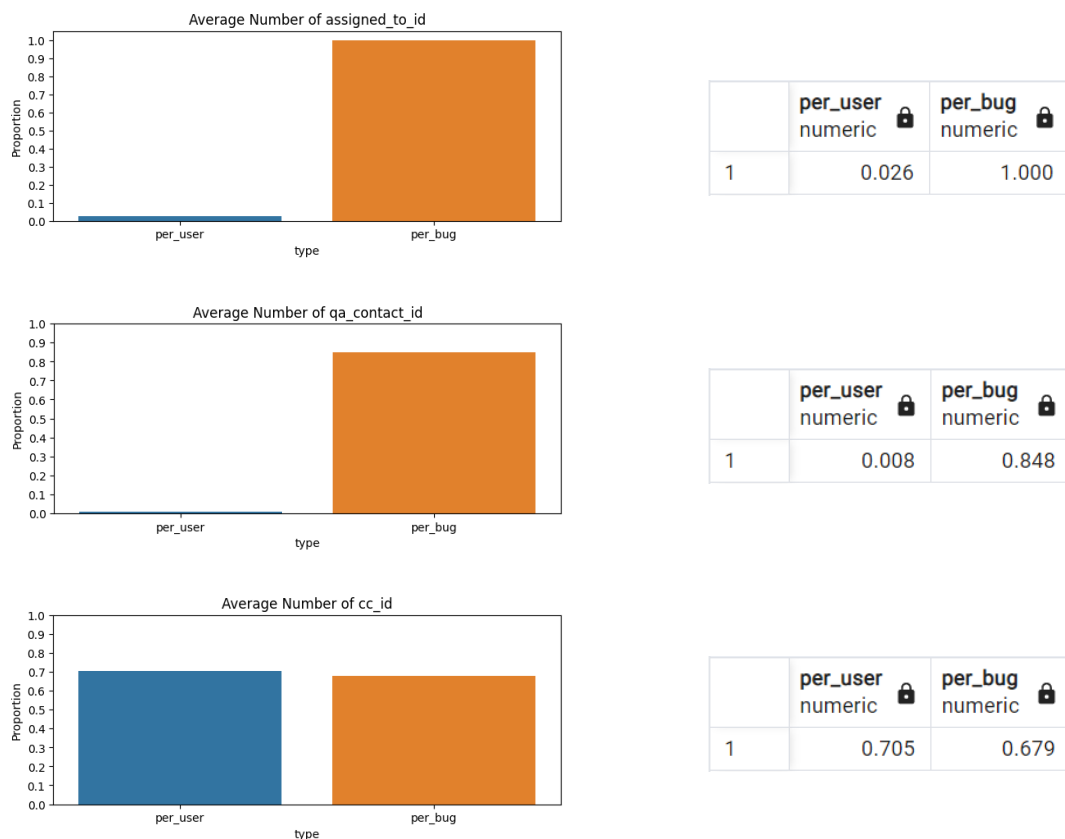 Average Number of assigned_to_id
1.0
0.9
0.8
0.7
0.6
0.5
0.4
0.3
0.2
0.1
0.0
Proportion
per_user per_bug
type
per_user per_bug
numeric numeric
1 0.026 1.000
Average Number of qa_contact_id
1.0
0.9
0.8
0.7
0.6
0.5
0.4
0.3
0.2
0.1
0.0
Proportion
per_user per_bug
type
per_user per_bug
numeric numeric
1 0.008 0.848
Average Number of cc_id
1.0
0.9
0.8
0.7
0.6
0.5
0.4
0.3
0.2
0.1
0.0
Proportion
per_user per_bug
type
per_user per_bug
numeric numeric
1 0.705 0.679